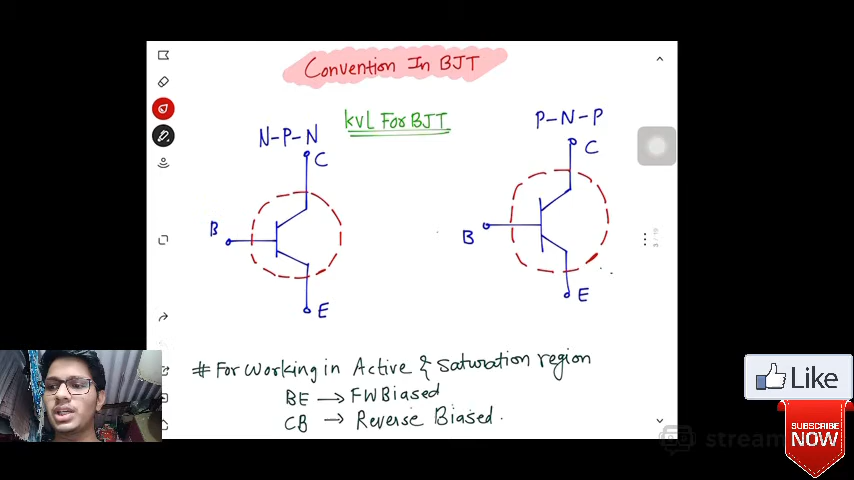 Convention In BJT
KVL For BJT
N-P-N
P-N-P
C
C
B
B
E
E
# For Working in Active & Saturation region
BE → FW Biased
CB → Reverse Biased.
Like
SUBSCRIBE
NOW
stream